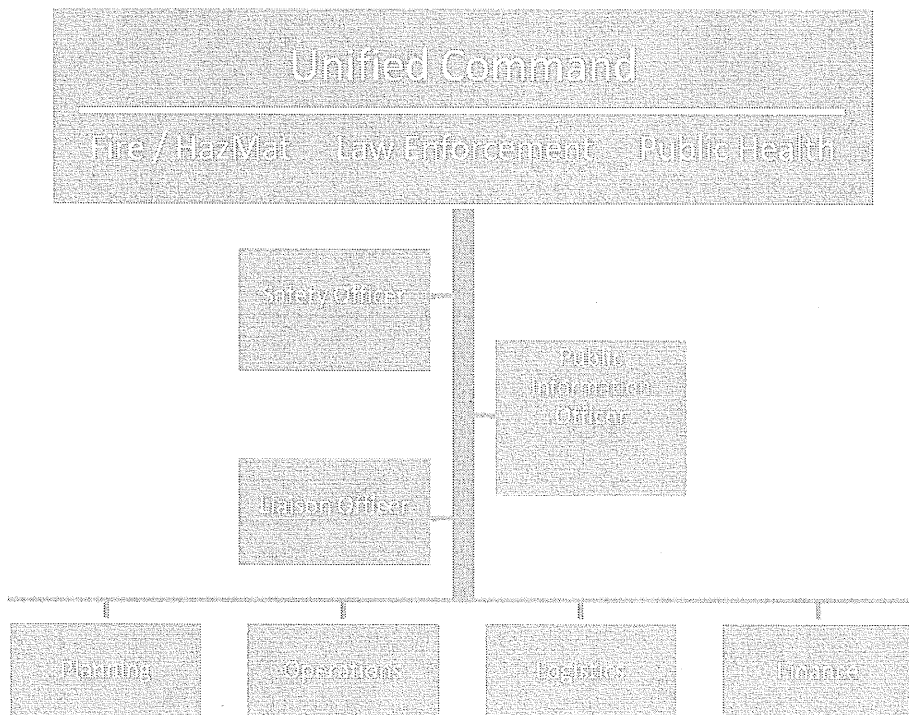 Unified Command
Fire / HazMat Law Enforcement Public Health
Safety Officer
Public
Information
Officer
Liaison Officer
Planning Operations Logistics Finance